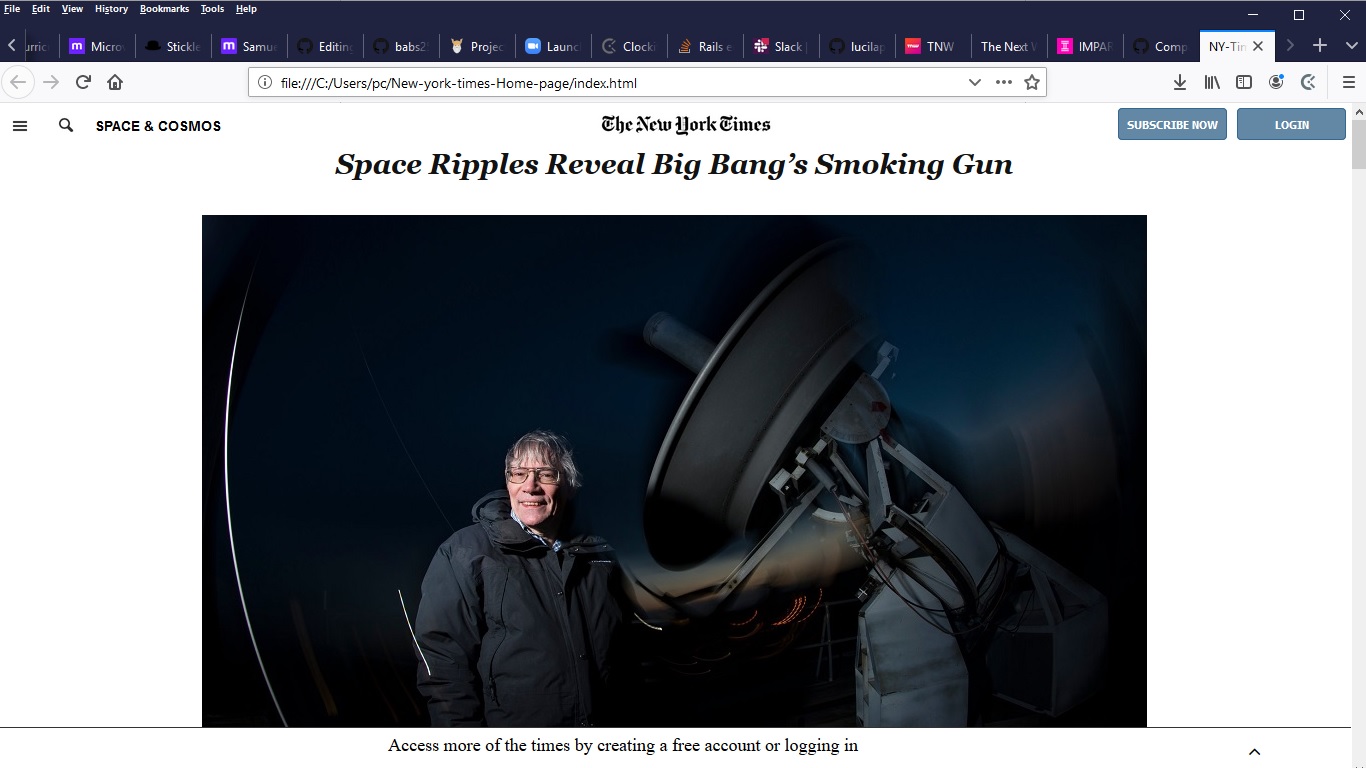 File Edit View History Bookmarks Tools Help
Micro Stickle Samu Editing babs2 Projec Launc Clock Rails e Slack lucilap TNW The Next IMPAR Comp NY-Tim
file:///C:/Users/pc/New-york-times-Home-page/index.html
SPACE & COSMOS The New York Times SUBSCRIBE NOW LOGIN
Space Ripples Reveal Big Bang’s Smoking Gun
Access more of the times by creating a free account or logging in